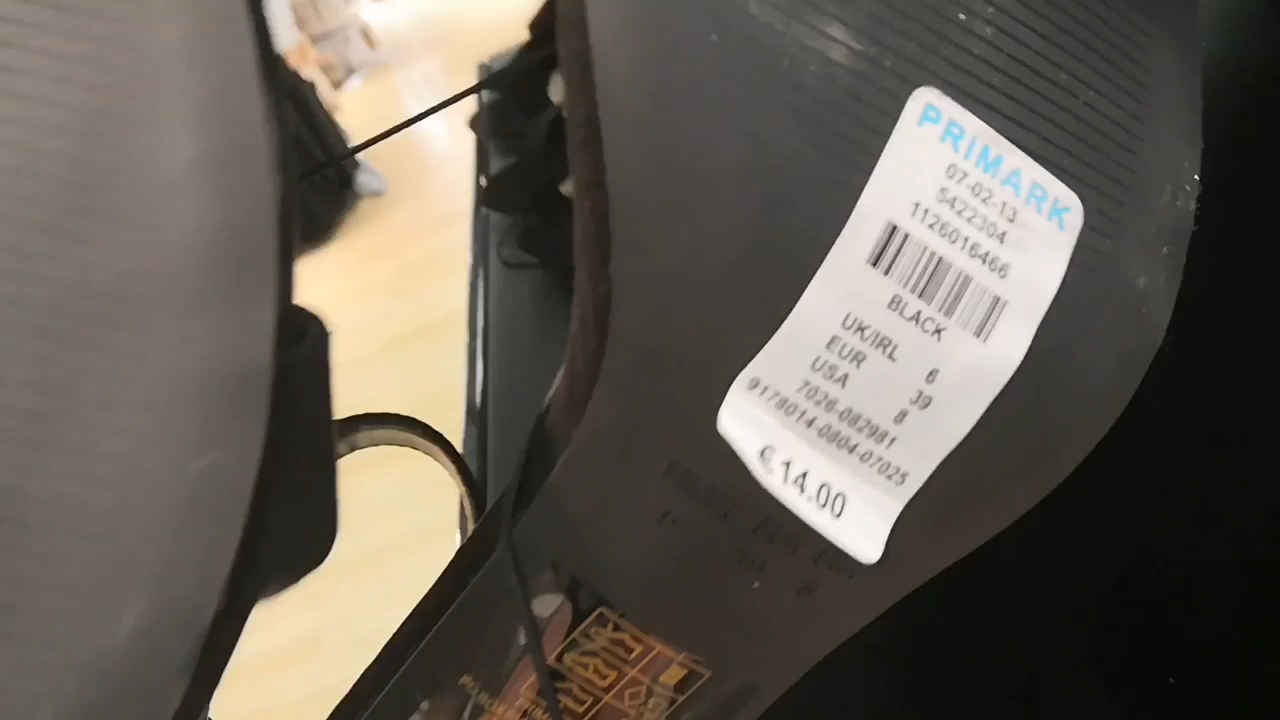 PRIMARK
07-02-13
5422304
1126016466
BLACK
UK/IRL 6
EUR 39
USA 8
7026-082981
9178014-0804-07025
€14.00